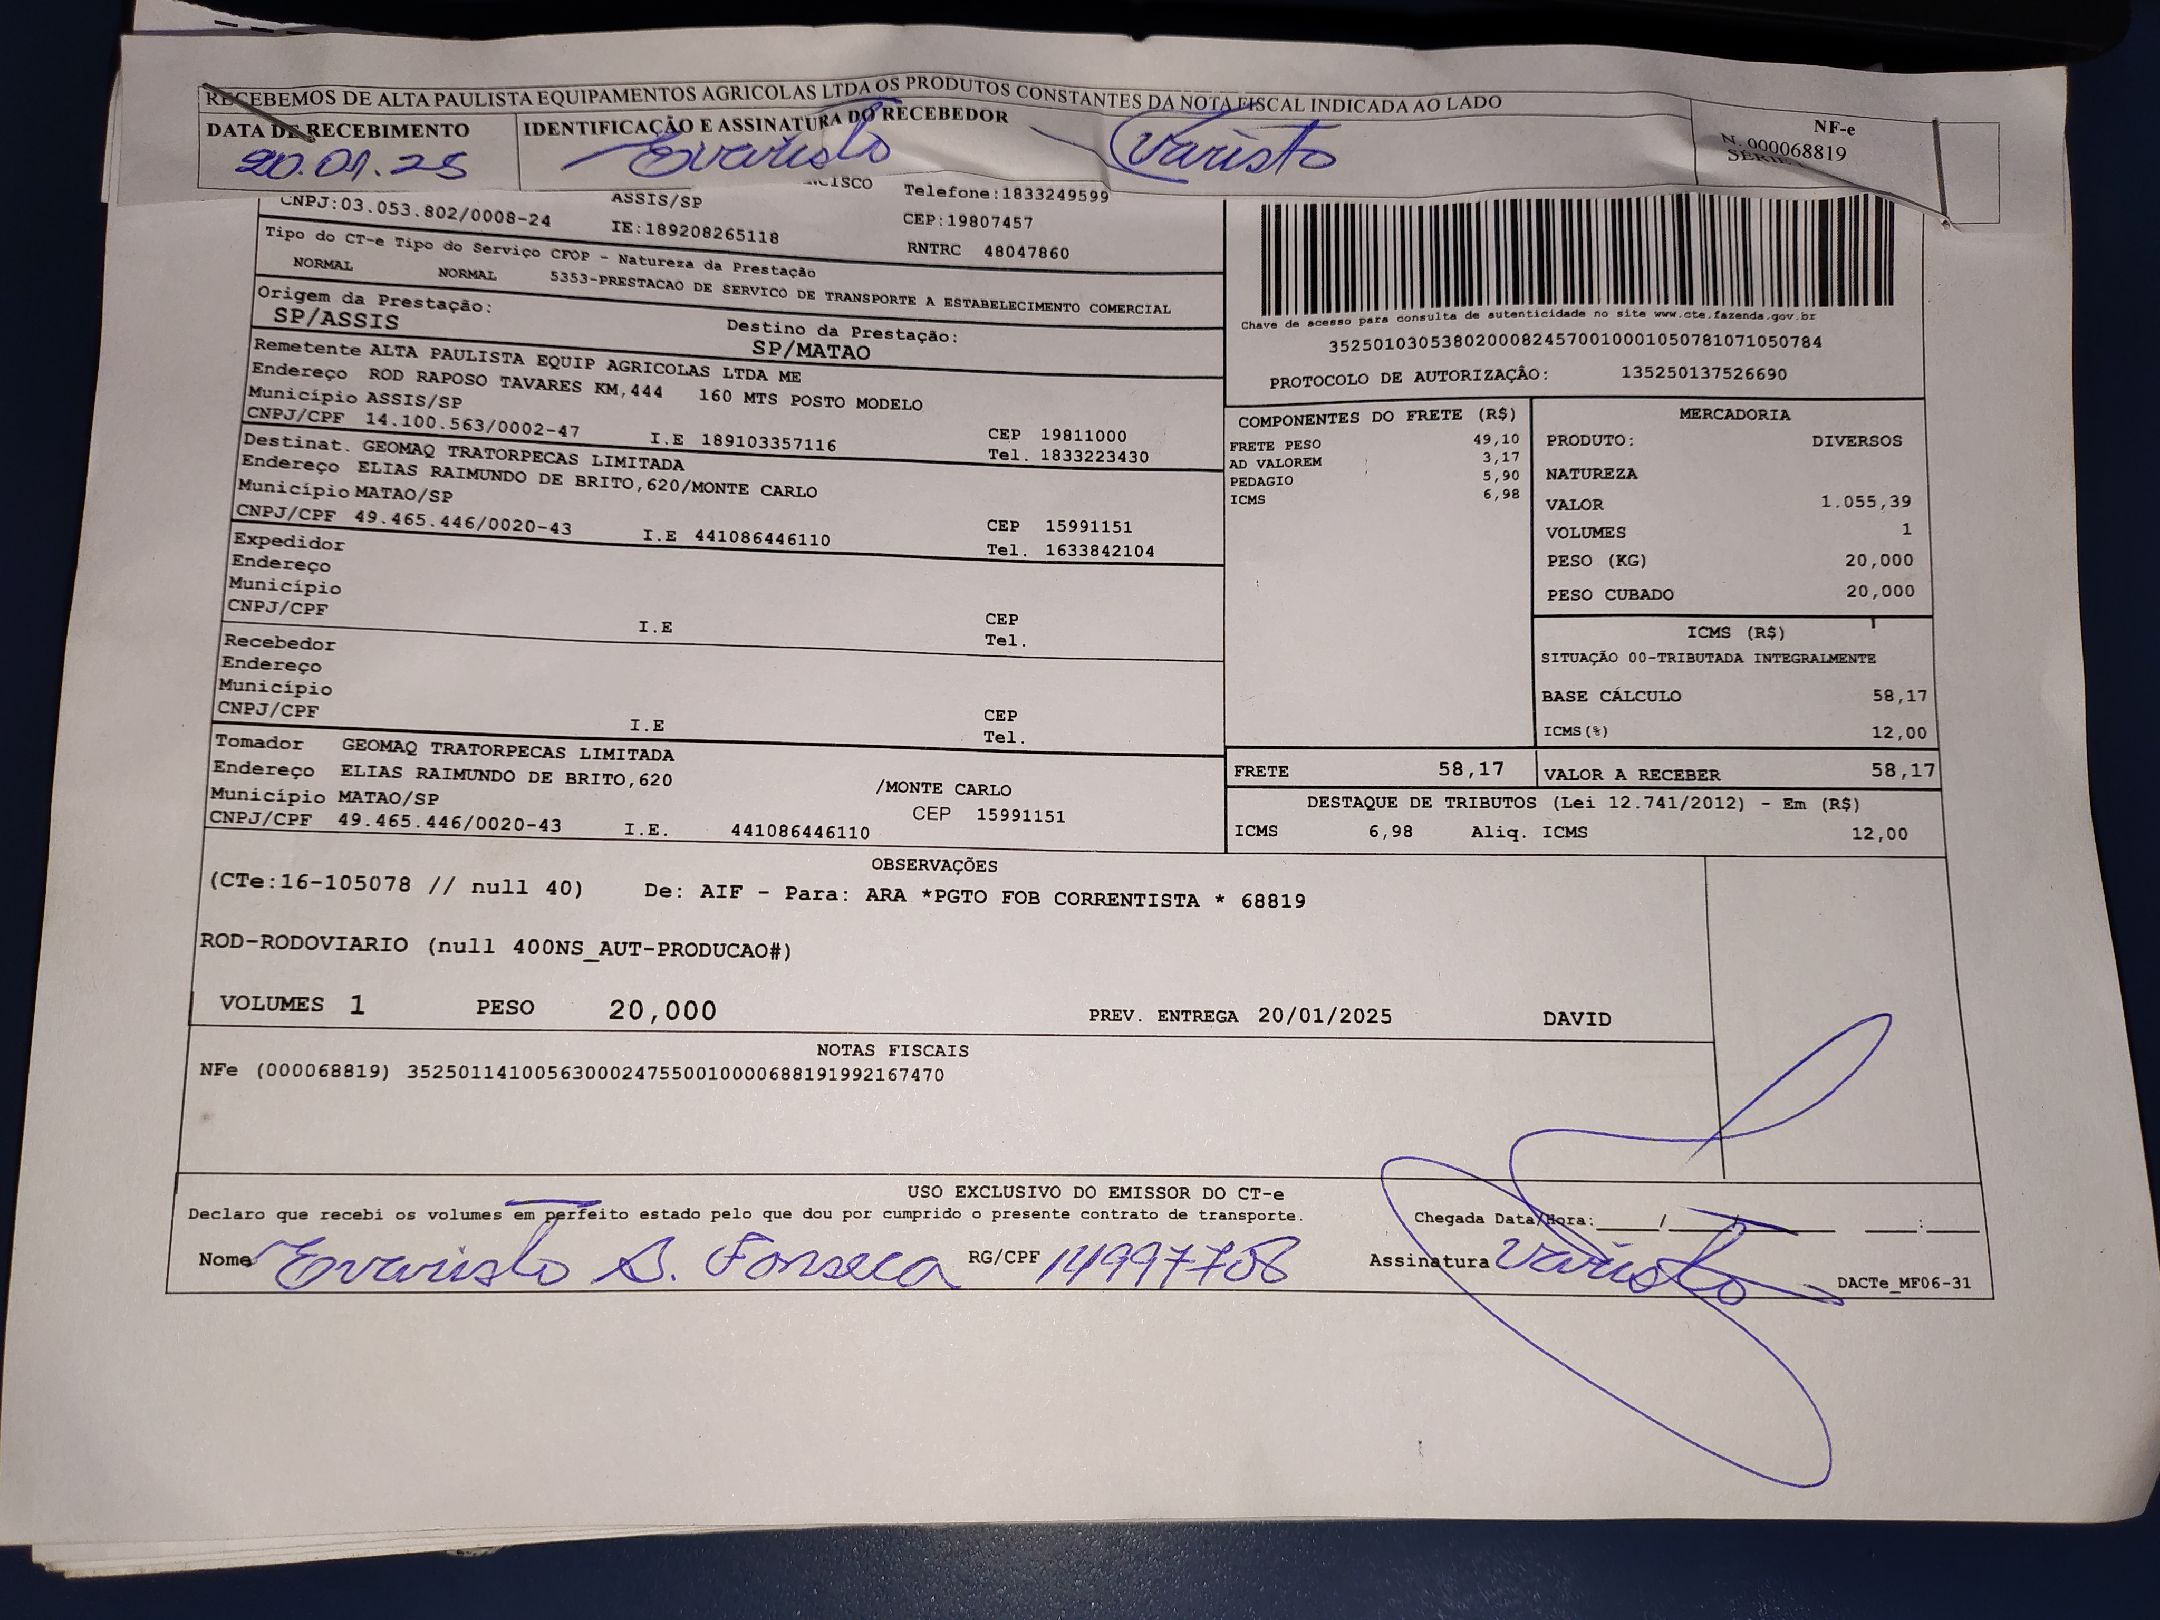 RECEBEMOS DE ALTA PAULISTA EQUIPAMENTOS AGRICOLAS LTDA OS PRODUTOS CONSTANTES DA NOTA FISCAL INDICADA AO LADO
DATA DE RECEBIMENTO
20.01.25
IDENTIFICAÇÃO E ASSINATURA DO RECEBEDOR
Evaristo Evaristo
NF-e
N. 000068819
SÉRIE
CNPJ:03.053.802/0008-24
ASSIS/SP
IE:189208265118
Telefone:1833249599
CEP:19807457
RNTRC 48047860
Tipo do CT-e Tipo do Serviço CFOP - Natureza da Prestação
NORMAL NORMAL 5353-PRESTACAO DE SERVICO DE TRANSPORTE A ESTABELECIMENTO COMERCIAL
Origem da Prestação:
SP/ASSIS
Destino da Prestação:
SP/MATAO
Remetente ALTA PAULISTA EQUIP AGRICOLAS LTDA ME
Endereço ROD RAPOSO TAVARES KM,444 160 MTS POSTO MODELO
Município ASSIS/SP CEP 19811000
CNPJ/CPF 14.100.563/0002-47 I.E 189103357116 Tel. 1833223430
Destinat. GEOMAQ TRATORPECAS LIMITADA
Endereço ELIAS RAIMUNDO DE BRITO,620/MONTE CARLO
Município MATAO/SP CEP 15991151
CNPJ/CPF 49.465.446/0020-43 I.E 441086446110 Tel. 1633842104
Expedidor
Endereço
Município CEP
CNPJ/CPF I.E Tel.
Recebedor
Endereço
Município CEP
CNPJ/CPF I.E Tel.
Tomador GEOMAQ TRATORPECAS LIMITADA
Endereço ELIAS RAIMUNDO DE BRITO,620 /MONTE CARLO
Município MATAO/SP CEP 15991151
CNPJ/CPF 49.465.446/0020-43 I.E. 441086446110
Chave de acesso para consulta de autenticidade no site www.cte.fazenda.gov.br
35250103053802000824570010001050781071050784
PROTOCOLO DE AUTORIZAÇÂO: 135250137526690
COMPONENTES DO FRETE (R$)
FRETE PESO 49,10
AD VALOREM 3,17
PEDAGIO 5,90
ICMS 6,98
MERCADORIA
PRODUTO: DIVERSOS
NATUREZA
VALOR 1.055,39
VOLUMES 1
PESO (KG) 20,000
PESO CUBADO 20,000
ICMS (R$)
SITUAÇÃO 00-TRIBUTADA INTEGRALMENTE
BASE CÁLCULO 58,17
ICMS(%) 12,00
FRETE 58,17 VALOR A RECEBER 58,17
DESTAQUE DE TRIBUTOS (Lei 12.741/2012) - Em (R$)
ICMS 6,98 Aliq. ICMS 12,00
OBSERVAÇÕES
(CTe:16-105078 // null 40) De: AIF - Para: ARA *PGTO FOB CORRENTISTA * 68819
ROD-RODOVIARIO (null 400NS_AUT-PRODUCAO#)
VOLUMES 1 PESO 20,000 PREV. ENTREGA 20/01/2025 DAVID
NOTAS FISCAIS
NFe (000068819) 35250114100563000247550010000688191992167470
USO EXCLUSIVO DO EMISSOR DO CT-e
Declaro que recebi os volumes em perfeito estado pelo que dou por cumprido o presente contrato de transporte. Chegada Data/Hora:____/____/____ ____:____
Nome Evaristo S. Fonseca RG/CPF 14997708 Assinatura Evaristo DACTe_MF06-31